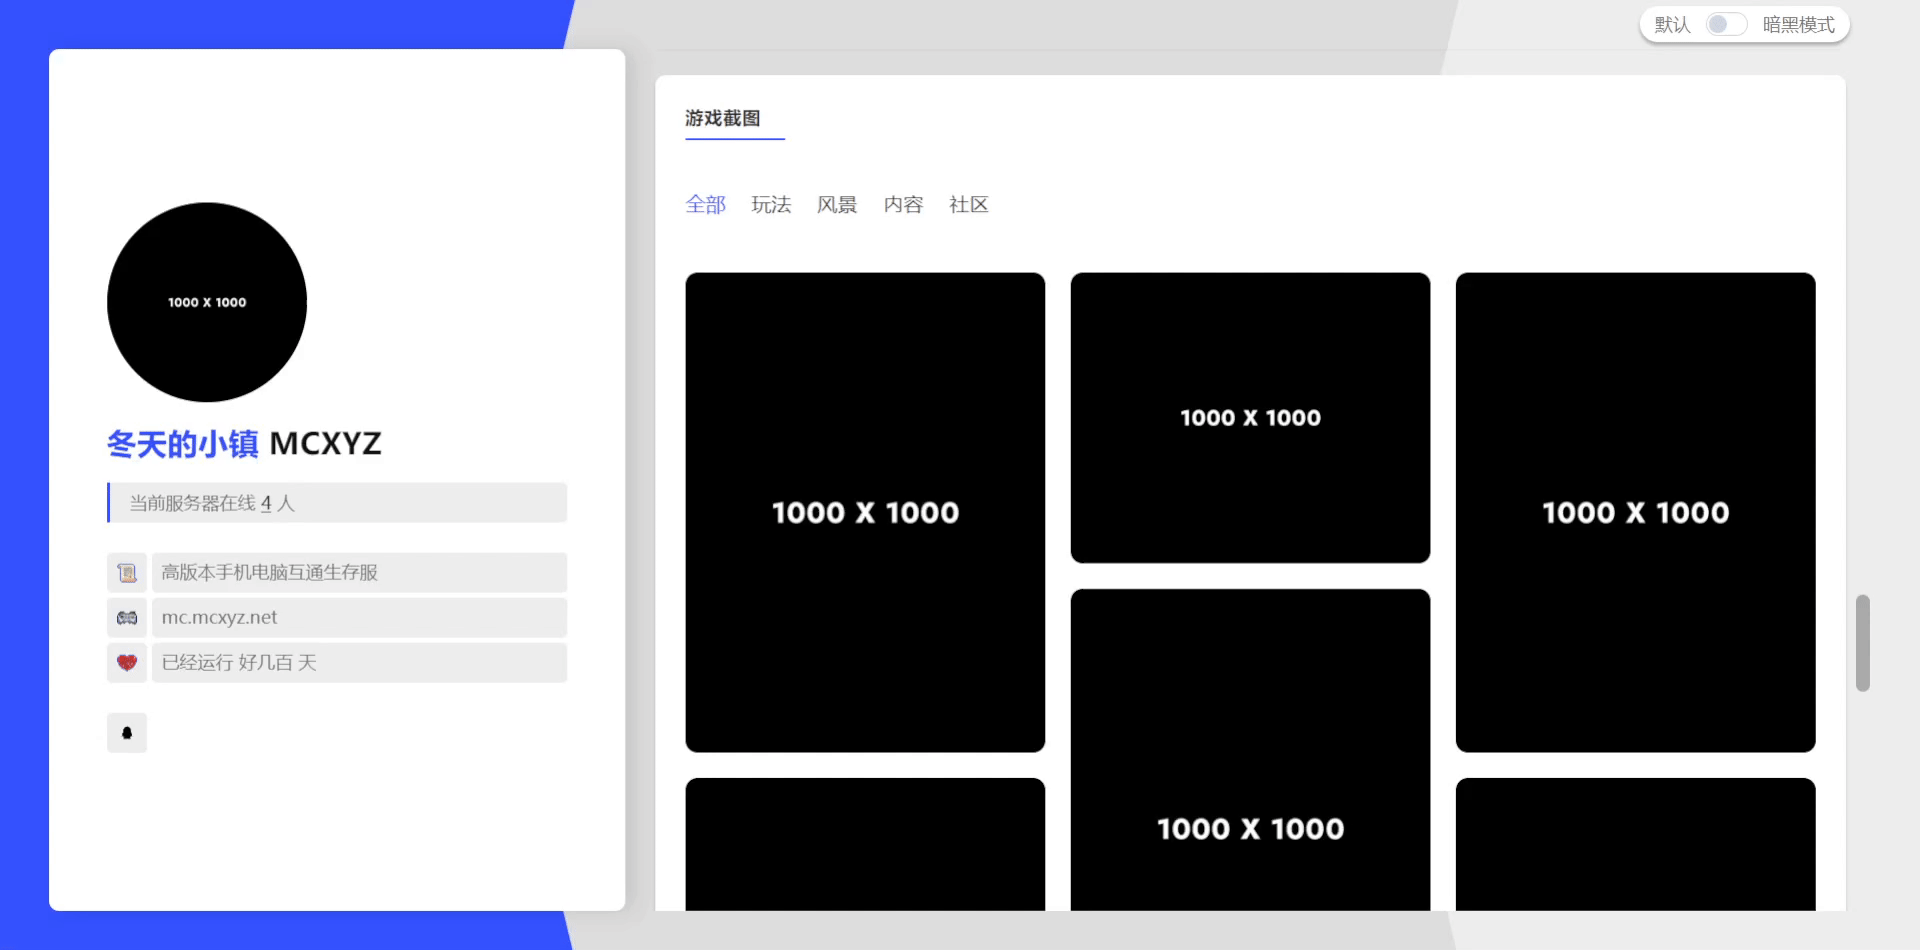 默认 暗黑模式
1000 X 1000
冬天的小镇 MCXYZ
当前服务器在线 4 人
高版本手机电脑互通生存服
mc.mcxyz.net
已经运行 好几百 天
游戏截图
全部 玩法 风景 内容 社区
1000 X 1000
1000 X 1000
1000 X 1000
1000 X 1000